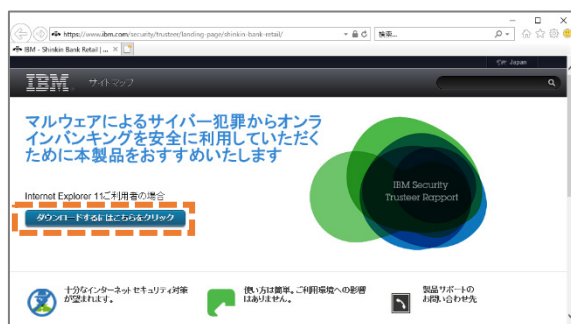 https://www.ibm.com/security/trusteer/landing-page/shinkin-bank-retail/
検索...
IBM - Shinkin Bank Retail | ...
Japan
IBM
サイトマップ
マルウェアによるサイバー犯罪からオンラ
インバンキングを安全に利用していただく
ために本製品をおすすめいたします
IBM Security
Trusteer Rapport
Internet Explorer 11ご利用者の場合
ダウンロードするにはこちらをクリック
十分なインターネット セキュリティ対策
が望まれます。
使い方は簡単。ご利用環境への影響
はありません。
製品サポートの
お問い合わせ先